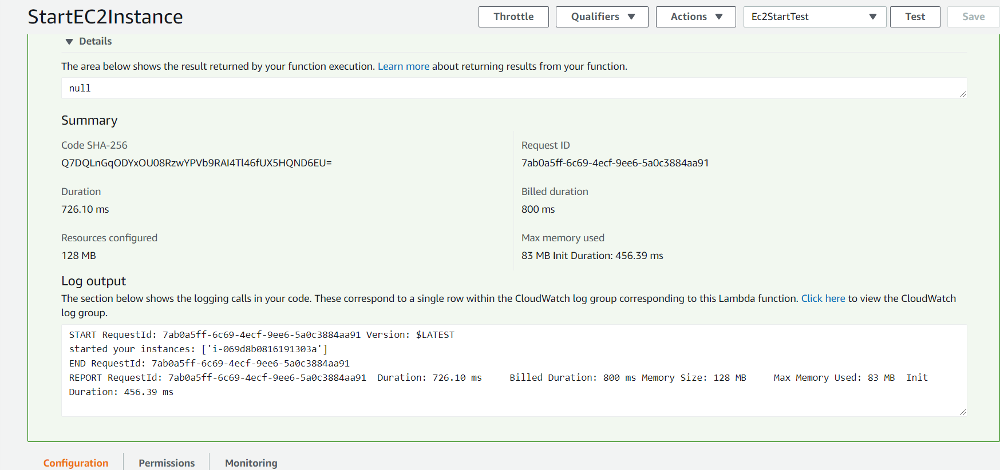 StartEC2Instance
Throttle
Qualifiers
Actions
Ec2StartTest
Test
Save
Details
The area below shows the result returned by your function execution. Learn more about returning results from your function.
null
Summary
Code SHA-256
Q7DQLnGqODYxOU08RzwYPVb9RAI4Tl46fUX5HQND6EU=
Request ID
7ab0a5ff-6c69-4ecf-9ee6-5a0c3884aa91
Duration
726.10 ms
Billed duration
800 ms
Resources configured
128 MB
Max memory used
83 MB Init Duration: 456.39 ms
Log output
The section below shows the logging calls in your code. These correspond to a single row within the CloudWatch log group corresponding to this Lambda function. Click here to view the CloudWatch
log group.
START RequestId: 7ab0a5ff-6c69-4ecf-9ee6-5a0c3884aa91 Version: $LATEST
started your instances: ['i-069d8b0816191303a']
END RequestId: 7ab0a5ff-6c69-4ecf-9ee6-5a0c3884aa91
REPORT RequestId: 7ab0a5ff-6c69-4ecf-9ee6-5a0c3884aa91 Duration: 726.10 ms Billed Duration: 800 ms Memory Size: 128 MB Max Memory Used: 83 MB Init
Duration: 456.39 ms
Configuration
Permissions
Monitoring